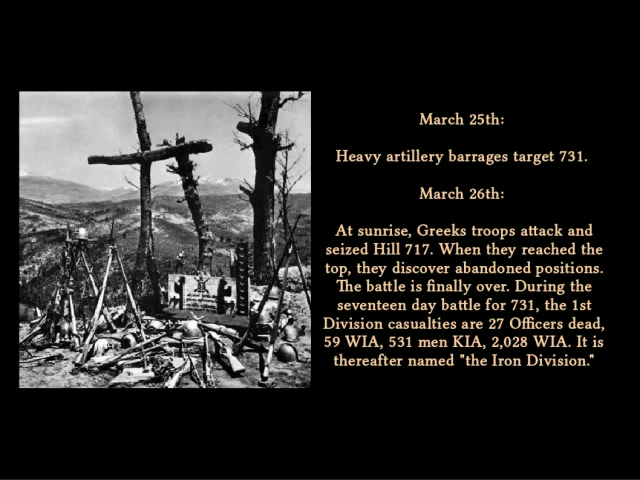 March 25th:
Heavy artillery barrages target 731.
March 26th:
At sunrise, Greeks troops attack and
seized Hill 717. When they reached the
top, they discover abandoned positions.
The battle is finally over. During the
seventeen day battle for 731, the 1st
Division casualties are 27 Officers dead,
59 WIA, 531 men KIA, 2,028 WIA. It is
thereafter named "the Iron Division."